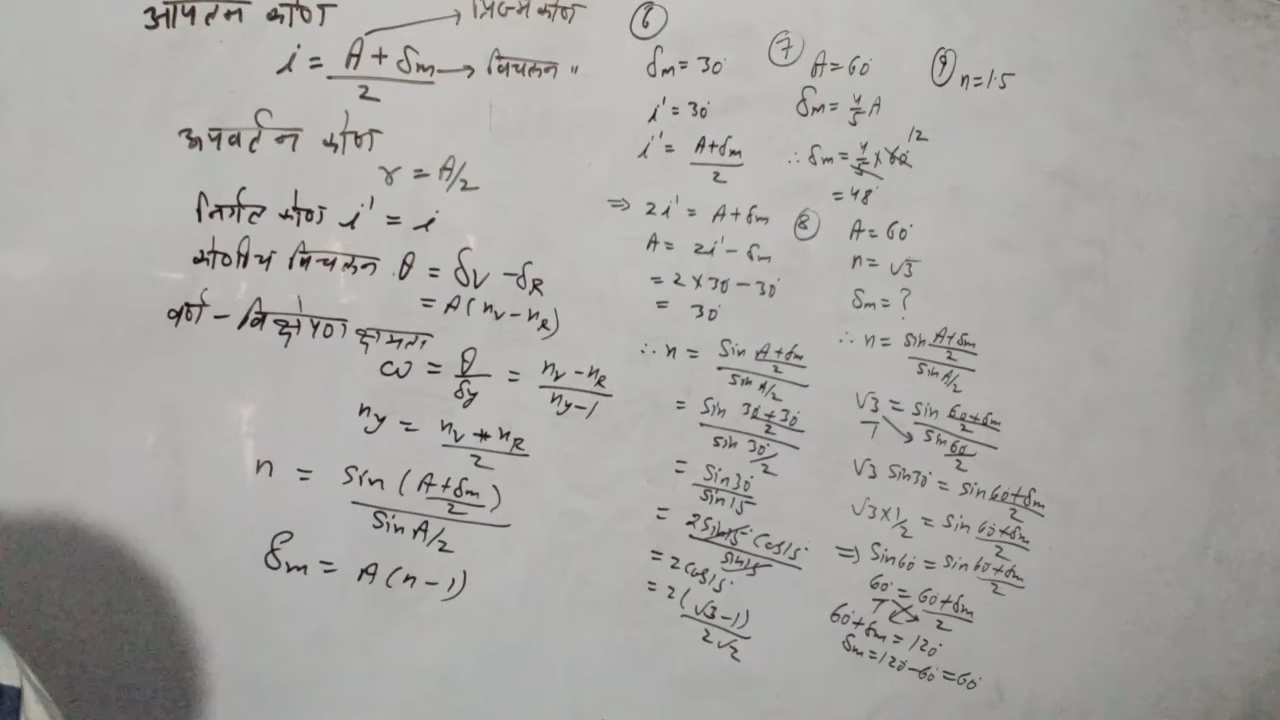 आपतन कोण
i = A + δm / 2 → प्रिज्म कोण → विचलन "
अपवर्तन कोण
r = A/2
निर्गत कोण i' = i
कोणीय विचलन θ = δV - δR
= A(nV - nR)
वर्ण - विक्षेपण क्षमता
ω = θ/δy = nV - nR / ny - 1
ny = nV + nR / 2
n = sin(A + δm / 2) / sin A/2
δm = A(n-1)
⑥
δm = 30°
i' = 30°
i' = A+δm / 2
⇒ 2i' = A+δm
A = 2i' - δm
= 2×30° - 30°
= 30°
∴ n = Sin A+δm/2 / Sin A/2
= Sin 30+30/2 / Sin 30°/2
= Sin30° / Sin15
= 2Sin15° Cos15° / Sin15
= 2cos15°
= 2(√3-1) / 2√2
⑦
A = 60°
δm = 4/5 A
∴ δm = 4/5 × 60° 12
= 48°
⑧
A = 60°
n = √3
δm = ?
∴ n = Sin A+δm/2 / Sin A/2
√3 / 1 = Sin 60+δm/2 / Sin 60/2
√3 Sin30° = Sin 60+δm/2
√3×1/2 = Sin 60+δm/2
⇒ Sin60° = Sin 60+δm/2
60° / 1 = 60+δm / 2
60+δm = 120°
δm = 120° - 60° = 60°
⑨
n = 1.5